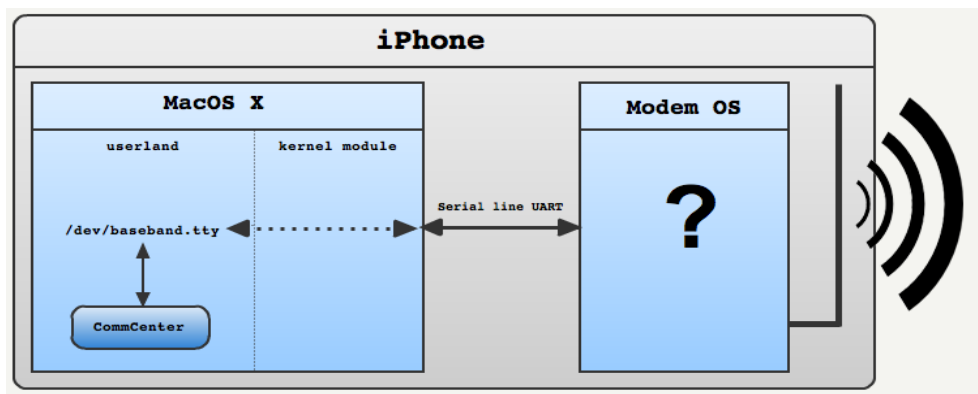 iPhone
MacOS X
Modem OS
userland
kernel module
Serial line UART
/dev/baseband.tty
?
CommCenter